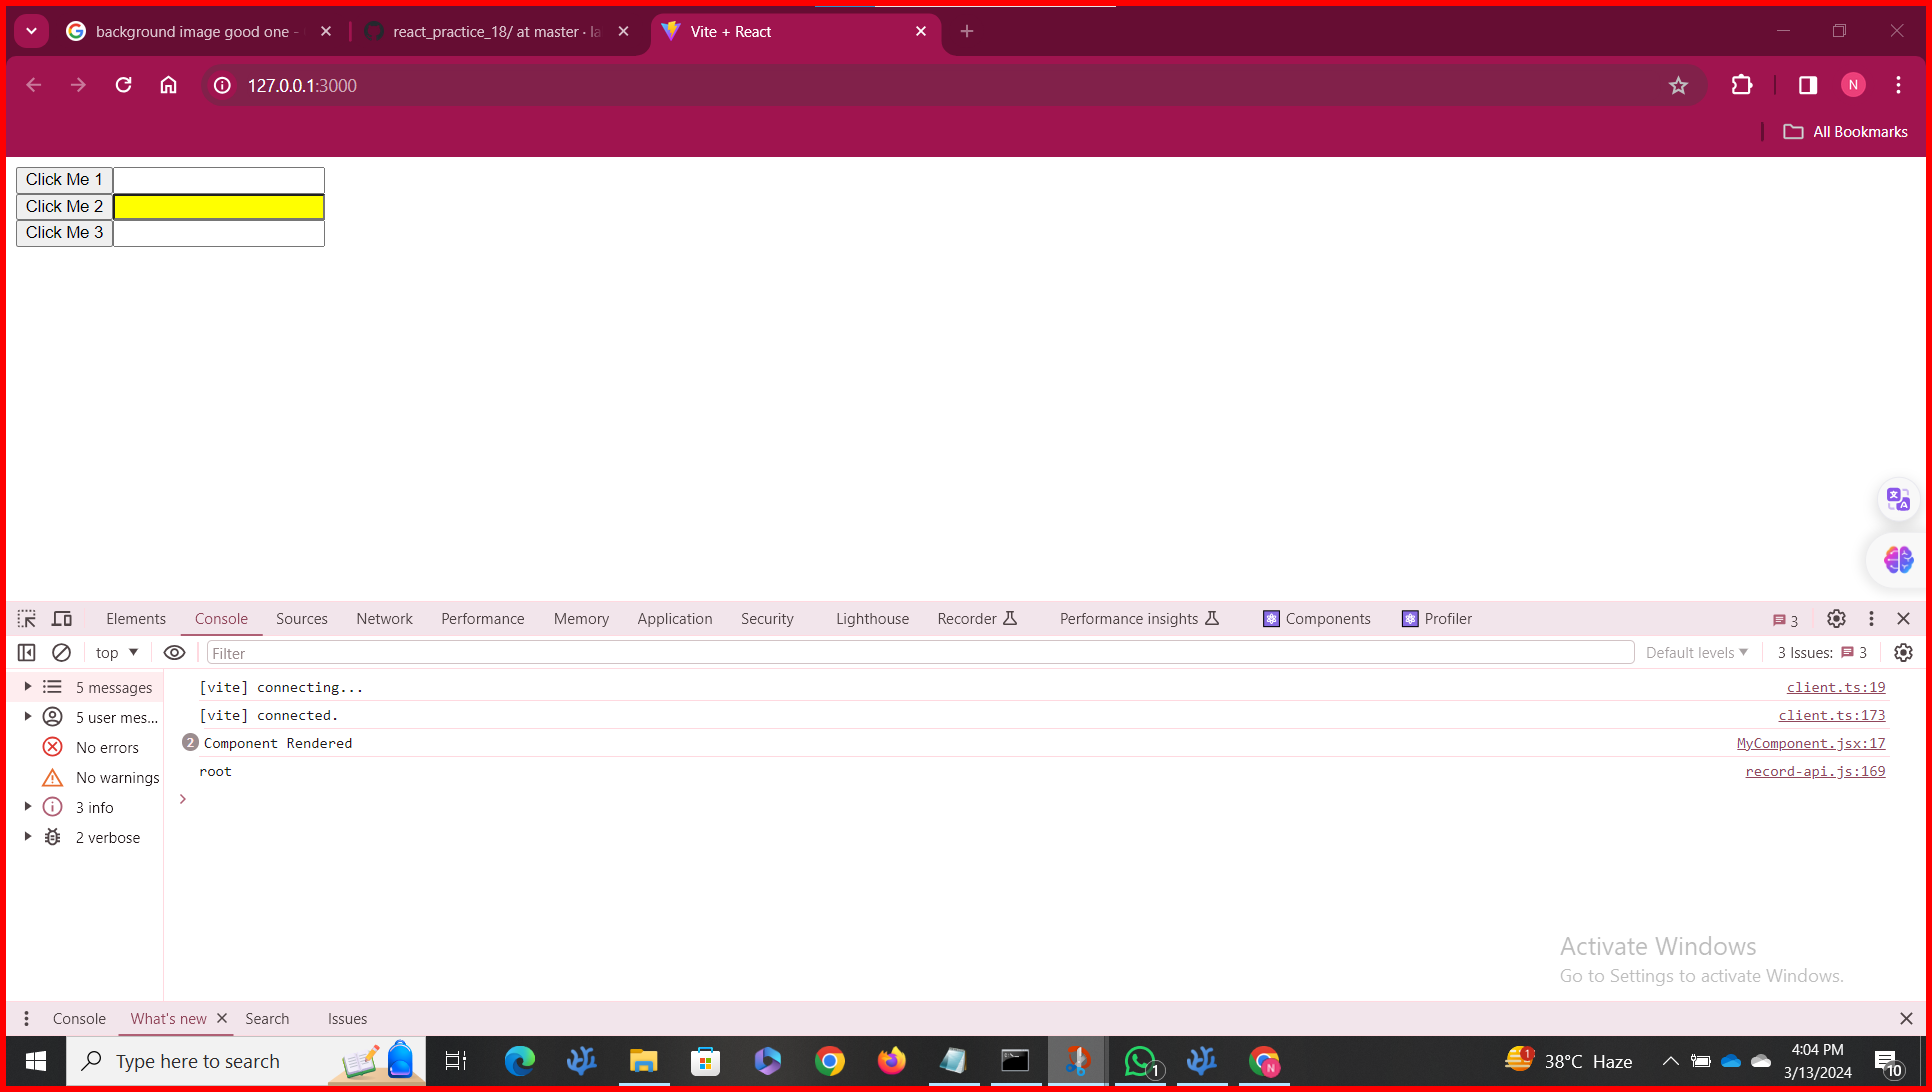 background image good one -
react_practice_18/ at master · la
Vite + React
127.0.0.1:3000
N
All Bookmarks
Click Me 1
Click Me 2
Click Me 3
Elements
Console
Sources
Network
Performance
Memory
Application
Security
Lighthouse
Recorder
Performance insights
Components
Profiler
3
top
Filter
Default levels
3 Issues:
3
5 messages
[vite] connecting...
client.ts:19
5 user mes...
[vite] connected.
client.ts:173
No errors
2
Component Rendered
MyComponent.jsx:17
No warnings
root
record-api.js:169
3 info
2 verbose
Activate Windows
Go to Settings to activate Windows.
Console
What's new
Search
Issues
Type here to search
N
1
1
38°C Haze
4:04 PM
3/13/2024
10